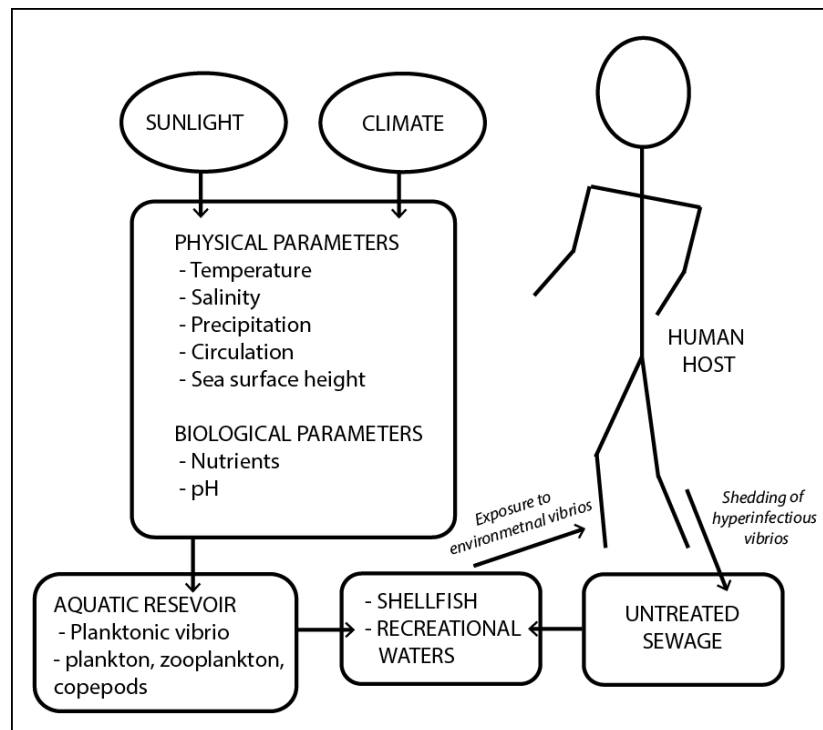 SUNLIGHT
CLIMATE
PHYSICAL PARAMETERS
- Temperature
- Salinity
- Precipitation
- Circulation
- Sea surface height
BIOLOGICAL PARAMETERS
- Nutrients
- pH
HUMAN
HOST
Exposure to
environmetnal vibrios
Shedding of
hyperinfectious
vibrios
AQUATIC RESEVOIR
- Planktonic vibrio
- plankton, zooplankton,
copepods
- SHELLFISH
- RECREATIONAL
WATERS
UNTREATED
SEWAGE